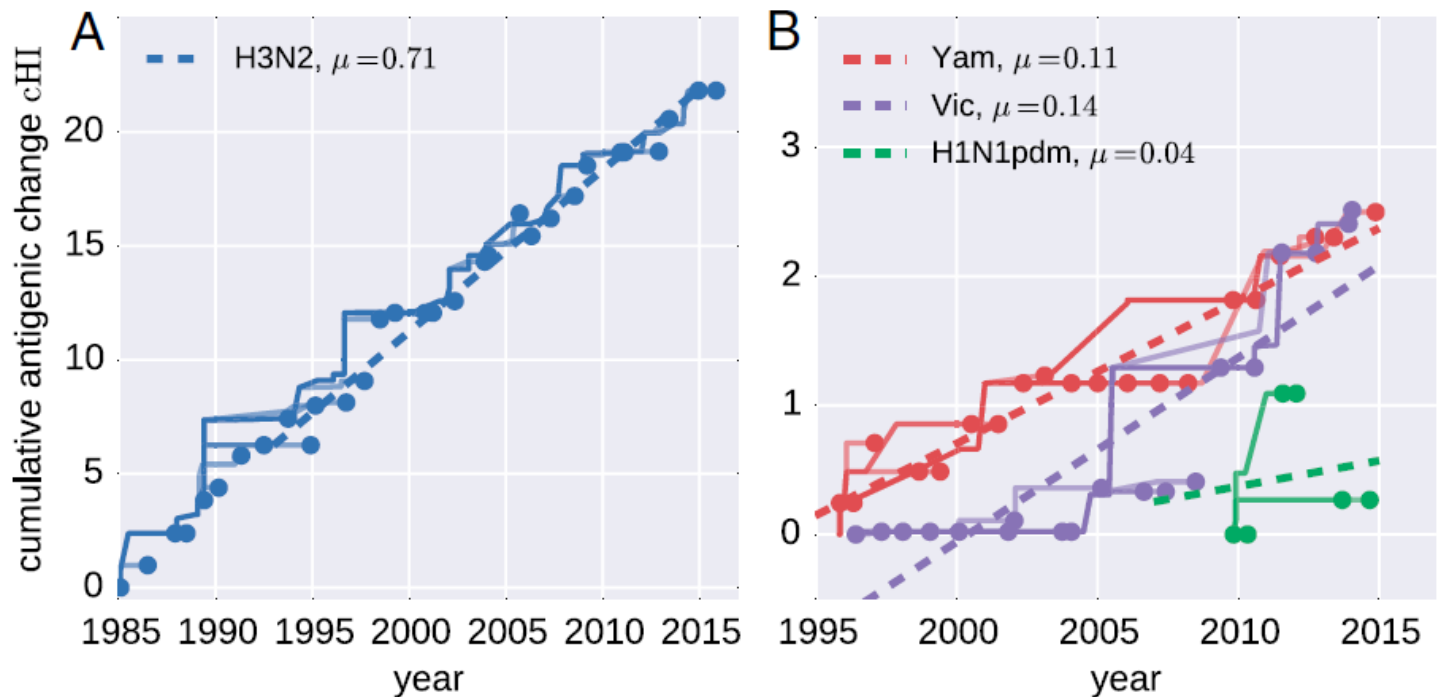 A
H3N2, μ=0.71
cumulative antigenic change cHI
20
15
10
5
0
1985 1990 1995 2000 2005 2010 2015
year
B
Yam, μ=0.11
Vic, μ=0.14
H1N1pdm, μ=0.04
3
2
1
0
1995 2000 2005 2010 2015
year